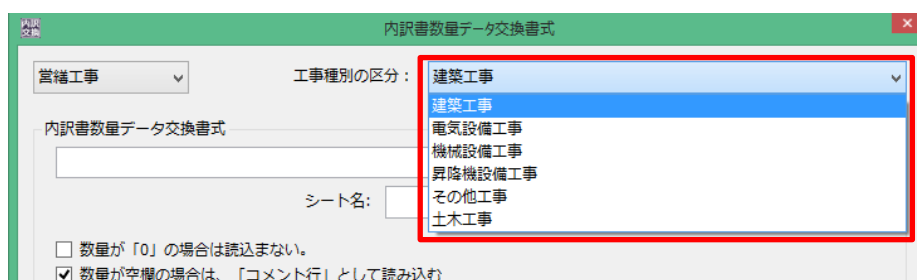 内訳交換
内訳書数量データ交換書式
営繕工事
工事種別の区分：
建築工事
建築工事
電気設備工事
機械設備工事
昇降機設備工事
その他工事
土木工事
内訳書数量データ交換書式
シート名:
数量が「0」の場合は読込まない。
数量が空欄の場合は、「コメント行」として読み込む